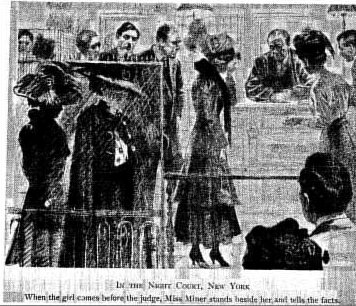 In the Night Court, New York
When the girl comes before the judge, Miss Miner stands beside her and tells the facts.